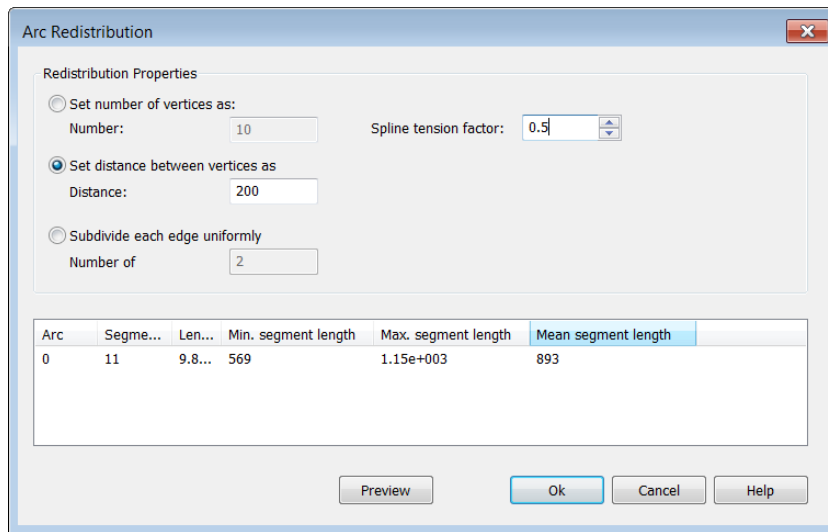 Arc Redistribution
Redistribution Properties
Set number of vertices as:
Number: 10 Spline tension factor: 0.5
Set distance between vertices as
Distance: 200
Subdivide each edge uniformly
Number of 2
Arc Segme... Len... Min. segment length Max. segment length Mean segment length
0 11 9.8... 569 1.15e+003 893
Preview Ok Cancel Help